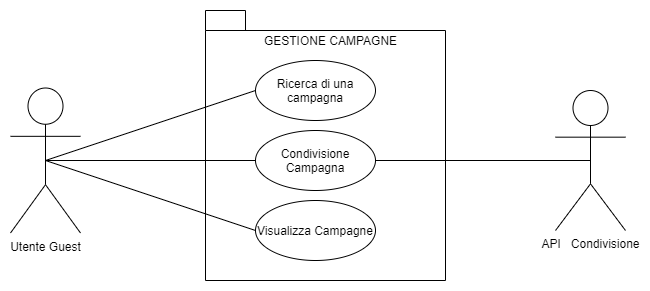 GESTIONE CAMPAGNE
Ricerca di una
campagna
Condivisione
Campagna
Visualizza Campagne
Utente Guest
API Condivisione